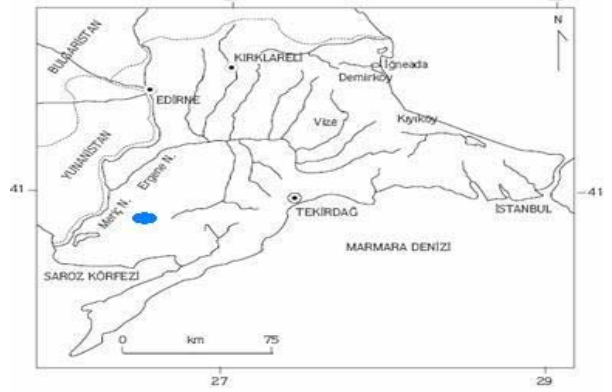 N
BULGARİSTAN
KIRKLARELİ
İğneada
Demirköy
EDİRNE
Vize
Kıyıköy
YUNANİSTAN
Ergene N.
Meriç N.
41
41
TEKİRDAĞ
İSTANBUL
MARMARA DENİZİ
SAROZ KÖRFEZİ
0
km
75
27
29